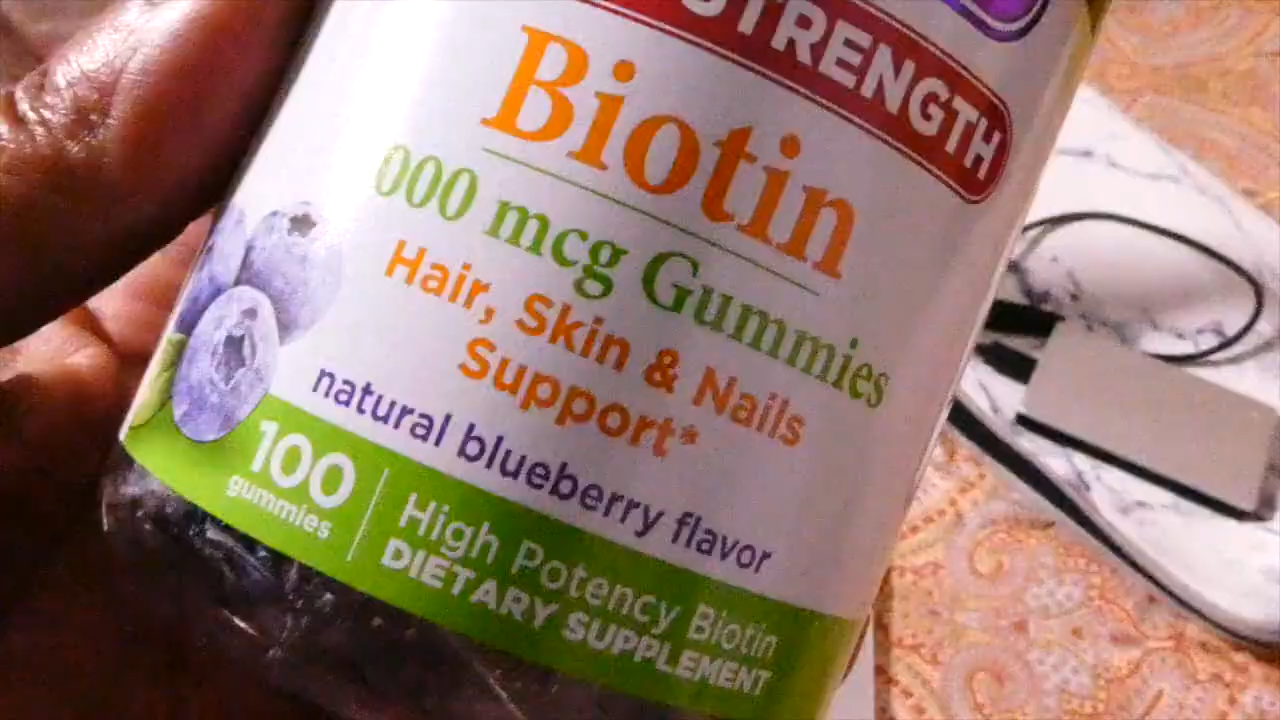 STRENGTH
Biotin
000 mcg Gummies
Hair, Skin & Nails
Support*
natural blueberry flavor
100
gummies
High Potency Biotin
DIETARY SUPPLEMENT